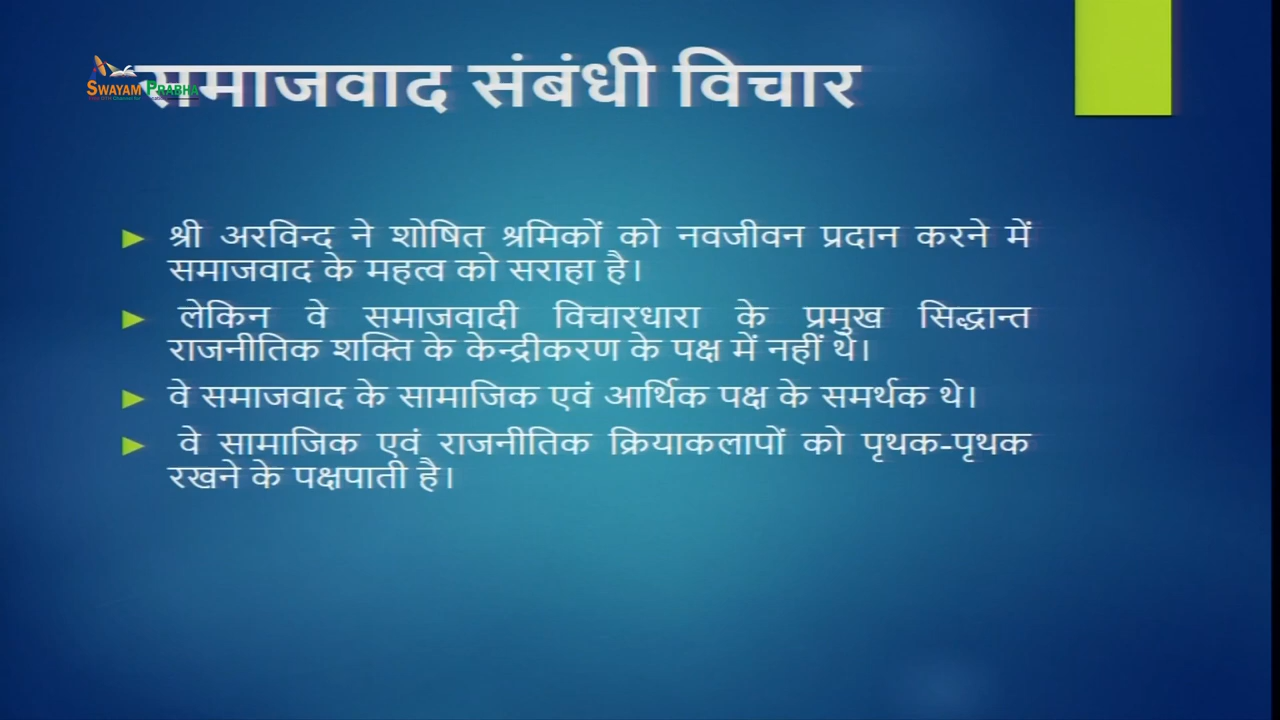 समाजवाद संबंधी विचार
SWAYAM PRABHA
श्री अरविन्द ने शोषित श्रमिकों को नवजीवन प्रदान करने में
समाजवाद के महत्व को सराहा है।
लेकिन वे समाजवादी विचारधारा के प्रमुख सिद्धान्त
राजनीतिक शक्ति के केन्द्रीकरण के पक्ष में नहीं थे।
वे समाजवाद के सामाजिक एवं आर्थिक पक्ष के समर्थक थे।
वे सामाजिक एवं राजनीतिक क्रियाकलापों को पृथक-पृथक
रखने के पक्षपाती है।